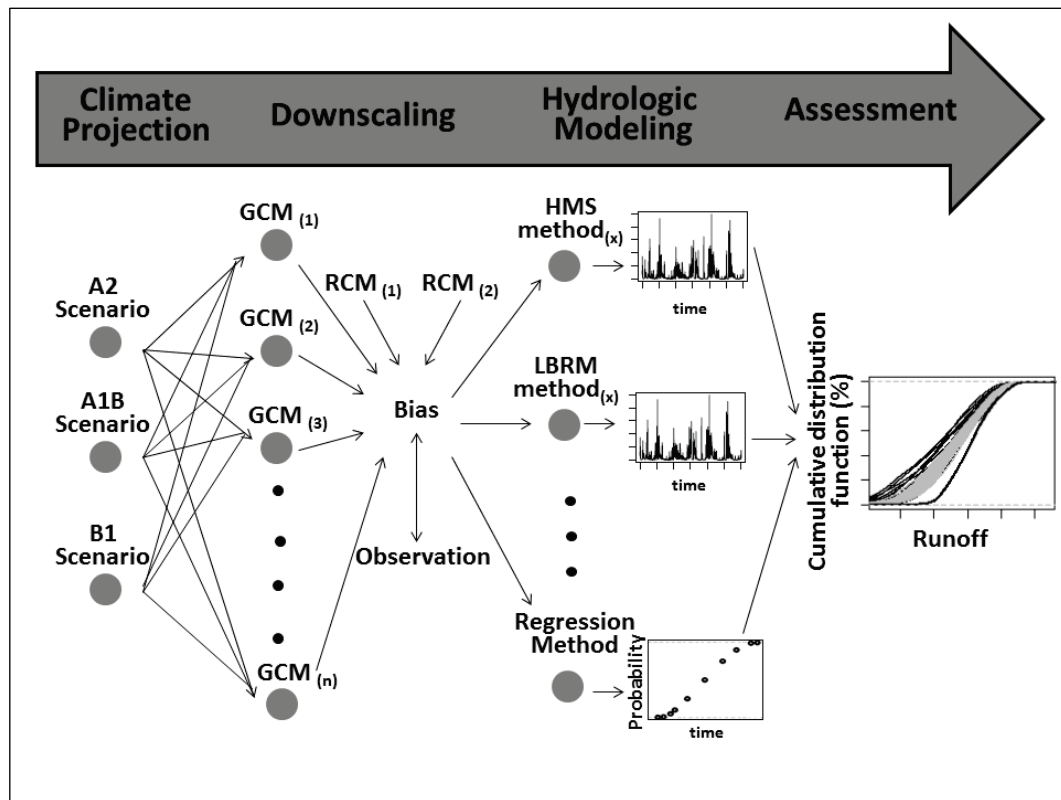 Climate
Projection
Downscaling
Hydrologic
Modeling
Assessment
A2
Scenario
A1B
Scenario
B1
Scenario
GCM (1)
GCM (2)
GCM (3)
GCM (n)
RCM (1)
RCM (2)
Bias
Observation
HMS
method(x)
time
LBRM
method(x)
time
Regression
Method
Probability
time
Cumulative distribution
function (%)
Runoff